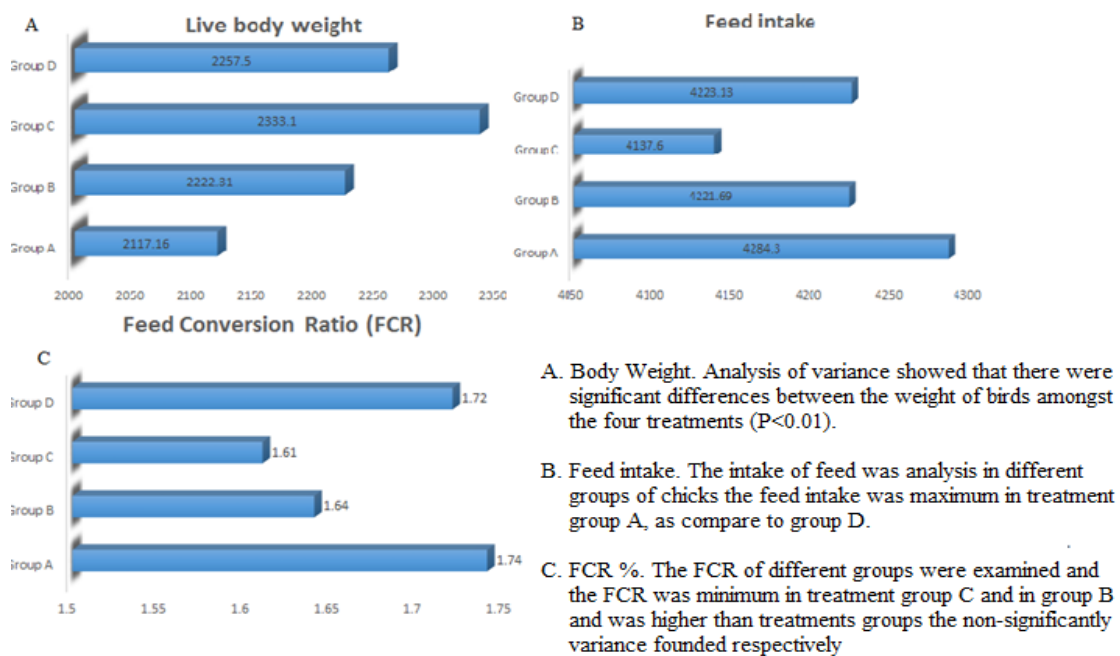 A
Live body weight
Group D
2257.5
Group C
2333.1
Group B
2222.31
Group A
2117.16
2000 2050 2100 2150 2200 2250 2300 2350
B
Feed intake
Group D
4223.13
Group C
4137.6
Group B
4221.69
Group A
4284.3
4050 4100 4150 4200 4250 4300
Feed Conversion Ratio (FCR)
C
Group D
1.72
Group C
1.61
Group B
1.64
Group A
1.74
1.5 1.55 1.6 1.65 1.7 1.75
A. Body Weight. Analysis of variance showed that there were
significant differences between the weight of birds amongst
the four treatments (P<0.01).
B. Feed intake. The intake of feed was analysis in different
groups of chicks the feed intake was maximum in treatment
group A, as compare to group D.
C. FCR %. The FCR of different groups were examined and
the FCR was minimum in treatment group C and in group B
and was higher than treatments groups the non-significantly
variance founded respectively